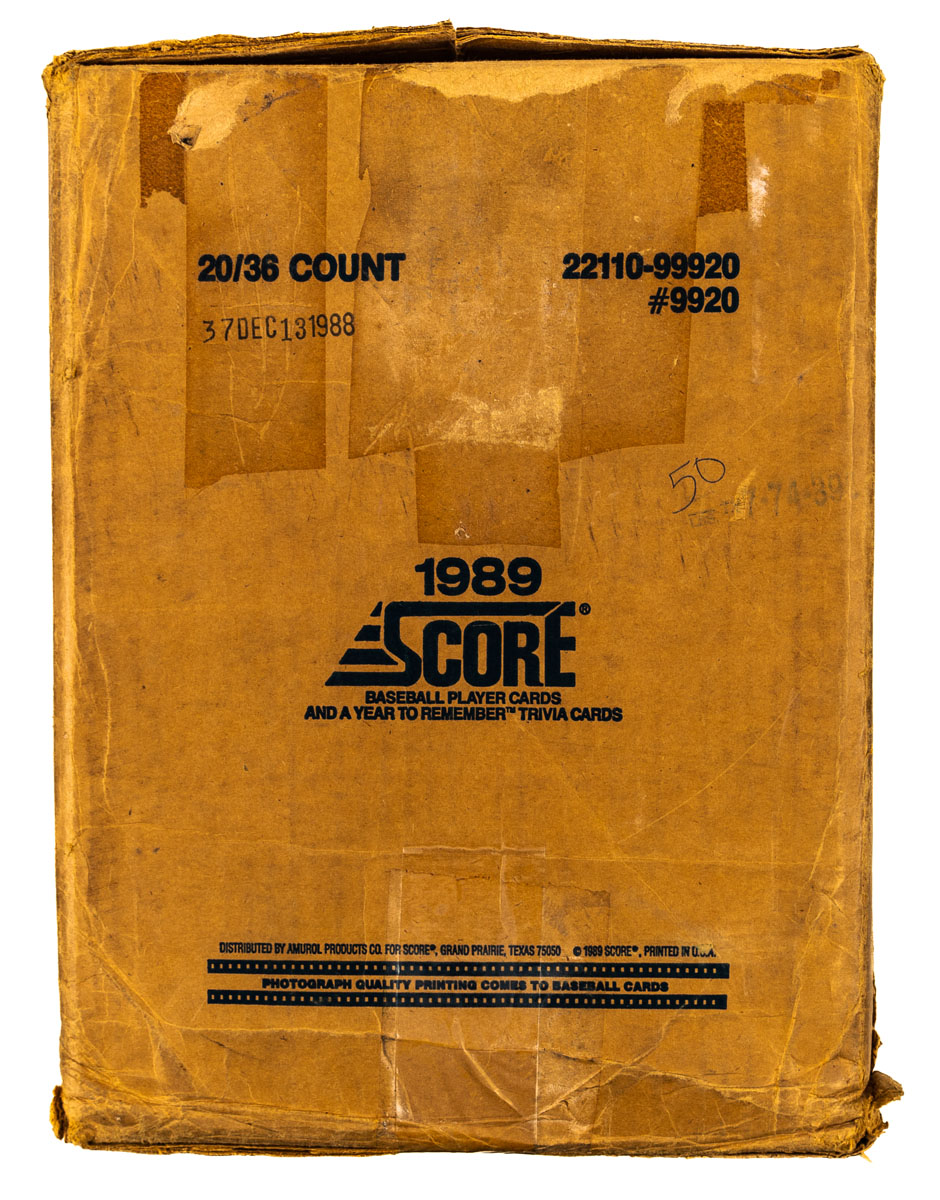 20/36 COUNT
22110-99920
#9920
37DEC131988
50
1989
SCORE®
BASEBALL PLAYER CARDS
AND A YEAR TO REMEMBER™ TRIVIA CARDS
DISTRIBUTED BY AMUROL PRODUCTS CO. FOR SCORE®, GRAND PRAIRIE, TEXAS 75050 © 1989 SCORE®, PRINTED IN U.S.A.
PHOTOGRAPH QUALITY PRINTING COMES TO BASEBALL CARDS